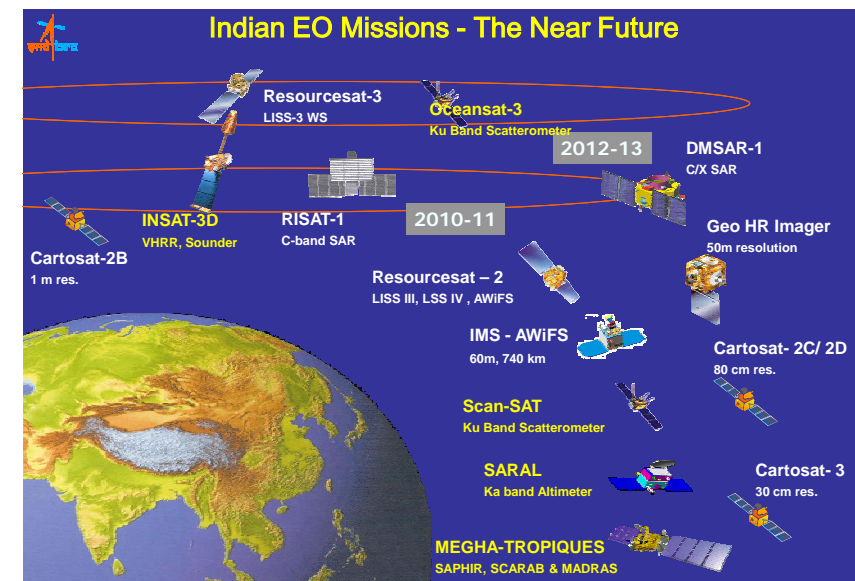 Indian EO Missions - The Near Future
इसरो isro
Resourcesat-3
LISS-3 WS
Oceansat-3
Ku Band Scatterometer
2012-13
DMSAR-1
C/X SAR
INSAT-3D
VHRR, Sounder
RISAT-1
C-band SAR
2010-11
Geo HR Imager
50m resolution
Cartosat-2B
1 m res.
Resourcesat – 2
LISS III, LSS IV , AWiFS
IMS - AWiFS
60m, 740 km
Cartosat- 2C/ 2D
80 cm res.
Scan-SAT
Ku Band Scatterometer
SARAL
Ka band Altimeter
Cartosat- 3
30 cm res.
MEGHA-TROPIQUES
SAPHIR, SCARAB & MADRAS